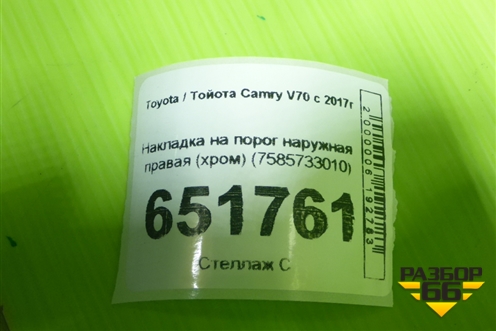 Toyota / Тойота Camry V70 с 2017г
Накладка на порог наружная
правая (хром) (7585733010)
651761
Стеллаж С
2000006192763
РАЗБОР
66